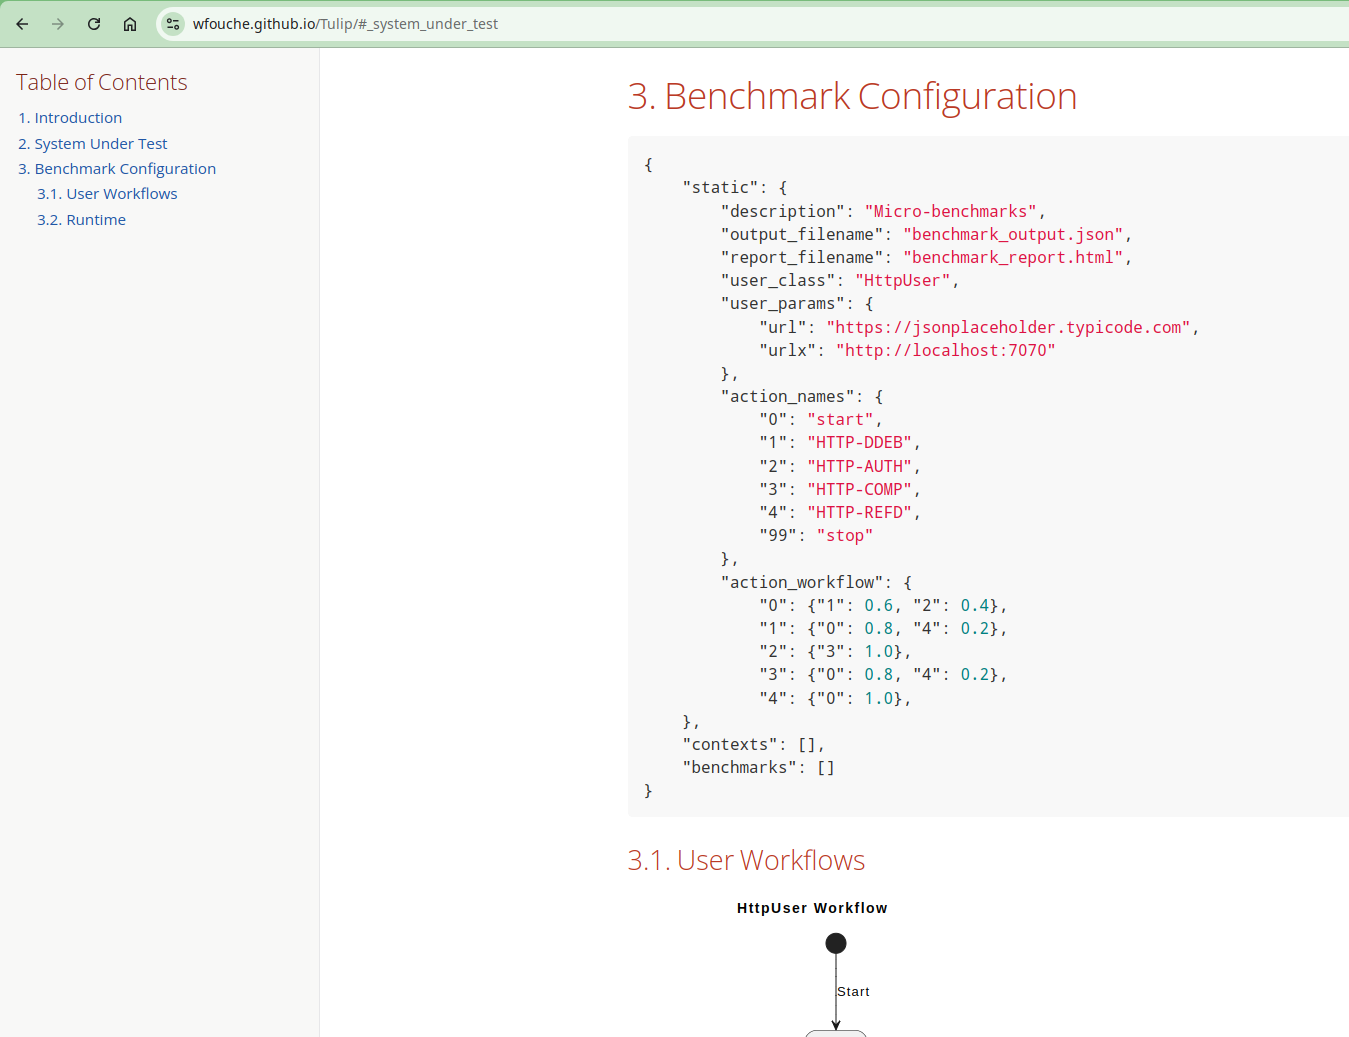 wfouche.github.io/Tulip/#_system_under_test
Table of Contents
1. Introduction
2. System Under Test
3. Benchmark Configuration
3.1. User Workflows
3.2. Runtime
3. Benchmark Configuration
{
    "static": {
        "description": "Micro-benchmarks",
        "output_filename": "benchmark_output.json",
        "report_filename": "benchmark_report.html",
        "user_class": "HttpUser",
        "user_params": {
            "url": "https://jsonplaceholder.typicode.com",
            "urlx": "http://localhost:7070"
        },
        "action_names": {
            "0": "start",
            "1": "HTTP-DDEB",
            "2": "HTTP-AUTH",
            "3": "HTTP-COMP",
            "4": "HTTP-REFD",
            "99": "stop"
        },
        "action_workflow": {
            "0": {"1": 0.6, "2": 0.4},
            "1": {"0": 0.8, "4": 0.2},
            "2": {"3": 1.0},
            "3": {"0": 0.8, "4": 0.2},
            "4": {"0": 1.0},
    },
    "contexts": [],
    "benchmarks": []
}
3.1. User Workflows
HttpUser Workflow
Start